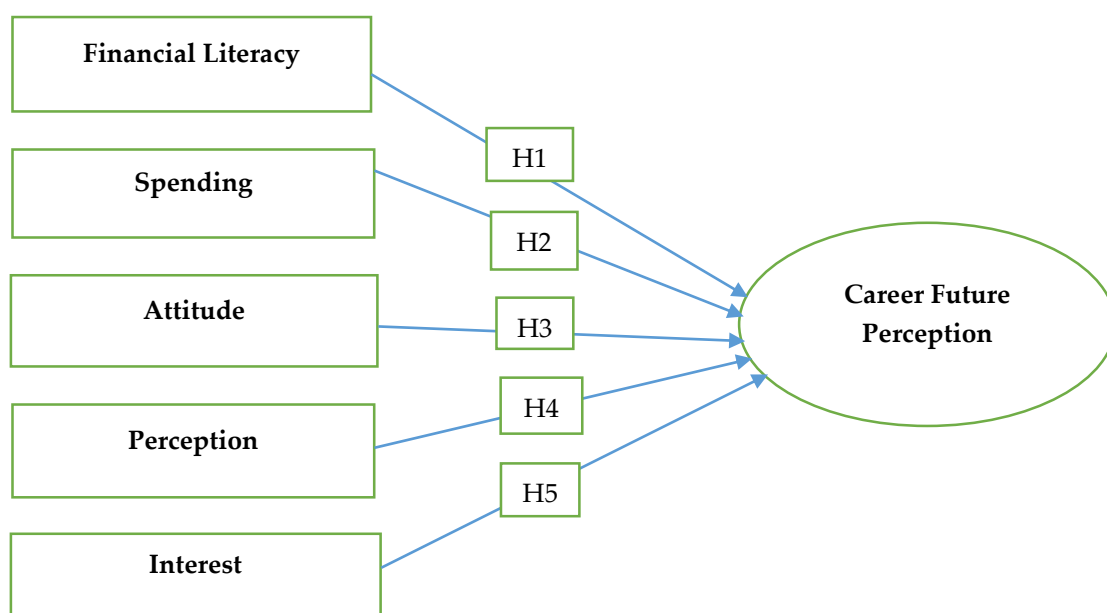 Financial Literacy
H1
Spending
H2
Attitude
H3
Perception
H4
Interest
H5
Career Future
Perception